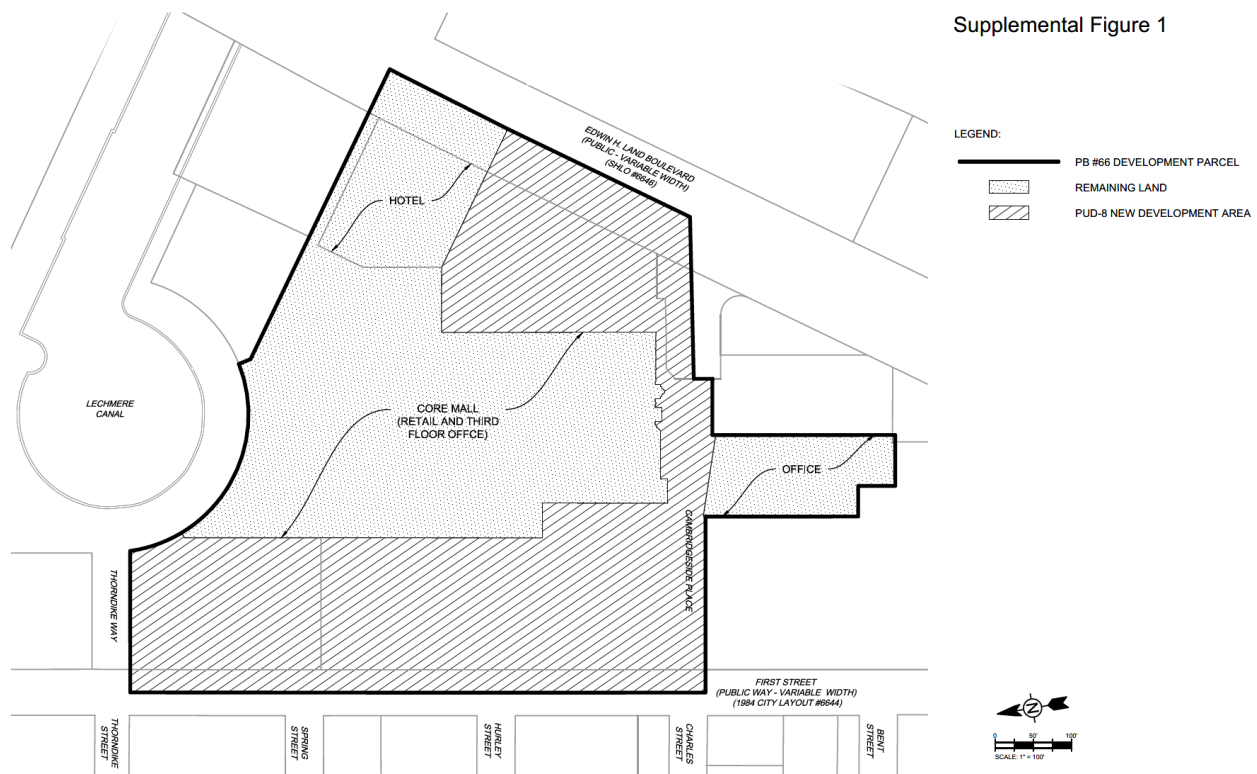 Supplemental Figure 1
EDWIN H. LAND BOULEVARD
(PUBLIC - VARIABLE WIDTH)
(SHLO #6646)
LEGEND:
PB #66 DEVELOPMENT PARCEL
REMAINING LAND
PUD-8 NEW DEVELOPMENT AREA
HOTEL
LECHMERE
CANAL
CORE MALL
(RETAIL AND THIRD
FLOOR OFFCE)
OFFICE
CAMBRIDGESIDE PLACE
THORNDIKE WAY
FIRST STREET
(PUBLIC WAY - VARIABLE WIDTH)
(1984 CITY LAYOUT #6644)
THORNDIKE
STREET
SPRING
STREET
HURLEY
STREET
CHARLES
STREET
BENT
STREET
N
0 50' 100'
SCALE: 1" = 100'